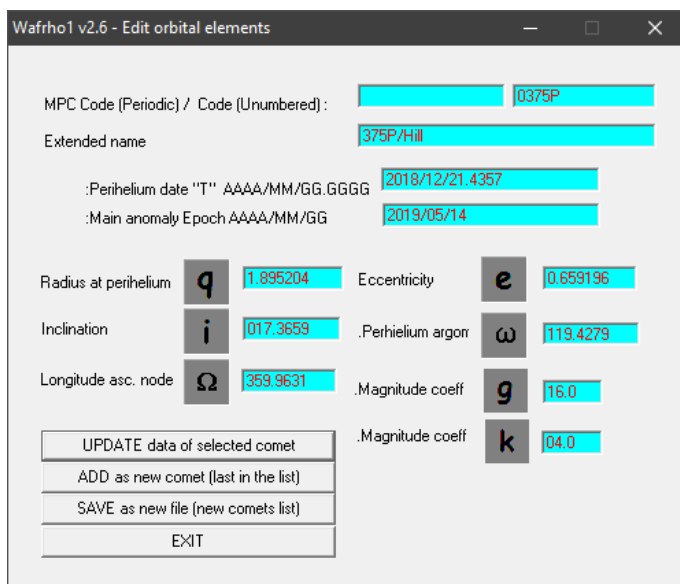 Wafrho1 v2.6 - Edit orbital elements
MPC Code (Periodic) / Code (Unumbered) : 0375P
Extended name 375P/Hill
:Perihelium date "T" AAAA/MM/GG.GGGG 2018/12/21.4357
:Main anomaly Epoch AAAA/MM/GG 2019/05/14
Radius at perihelium q 1.895204 Eccentricity e 0.659196
Inclination i 017.3659 .Perhielium argon ω 119.4279
Longitude asc. node Ω 359.9631 .Magnitude coeff g 16.0
.Magnitude coeff k 04.0
UPDATE data of selected comet
ADD as new comet (last in the list)
SAVE as new file (new comets list)
EXIT